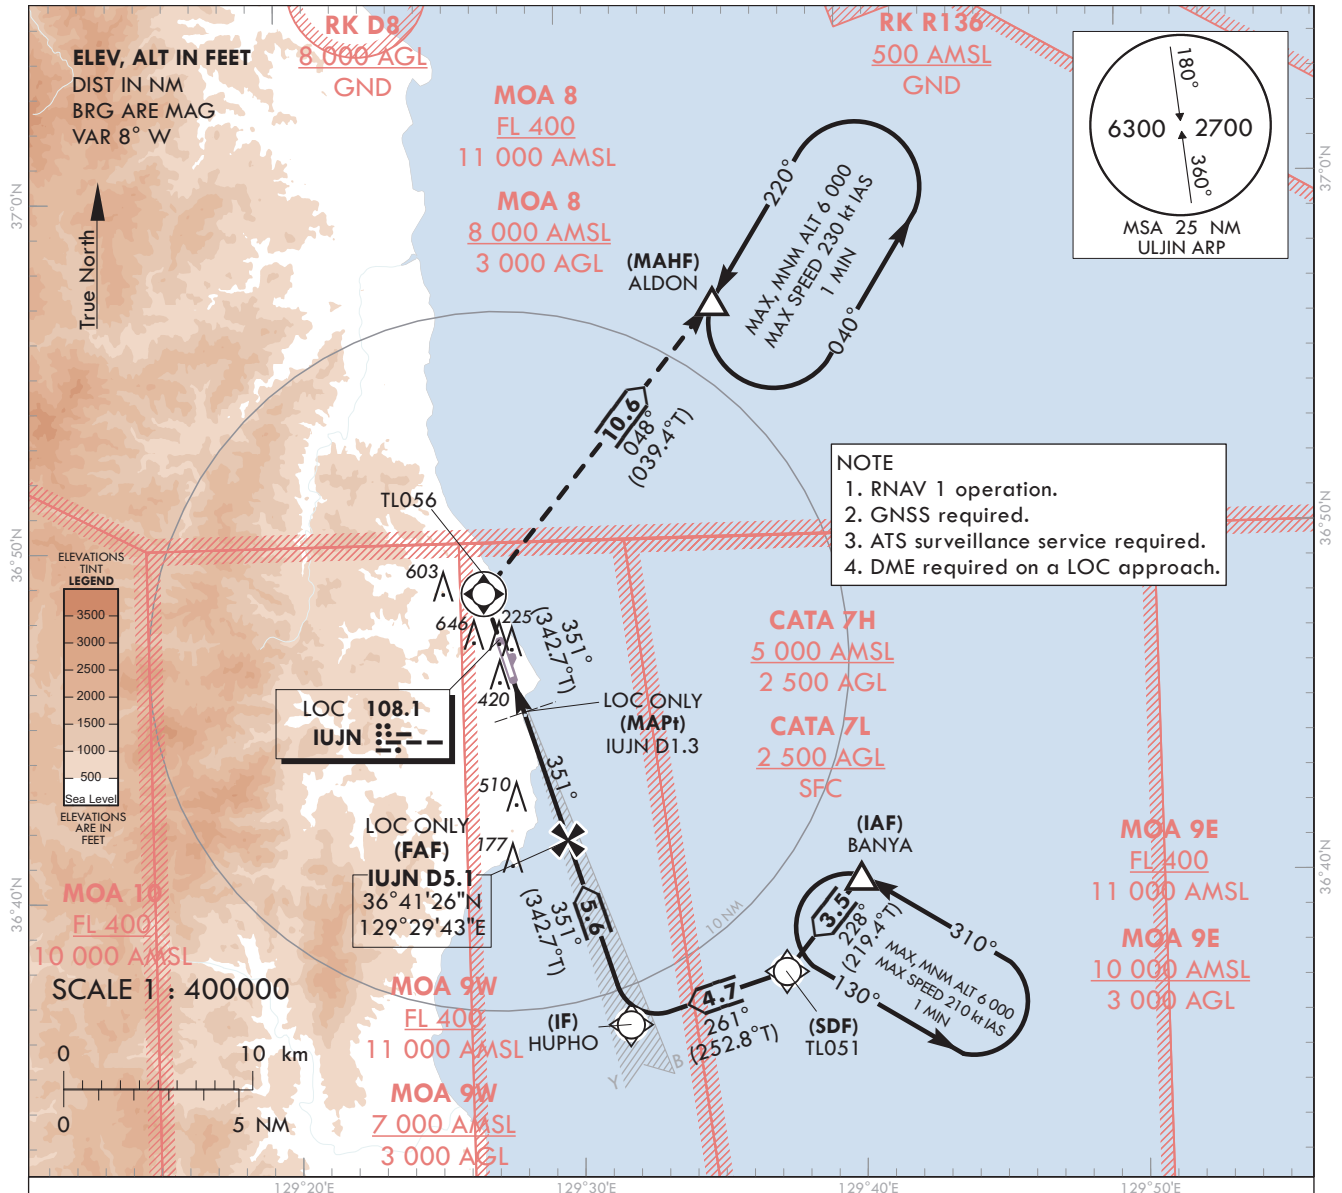 ELEV, ALT IN FEET
DIST IN NM
BRG ARE MAG
VAR 8° W
True North
RK D8
8 000 AGL
GND
MOA 8
FL 400
11 000 AMSL
MOA 8
8 000 AMSL
3 000 AGL
RK R136
500 AMSL
GND
180°
6300
2700
360°
MSA 25 NM
ULJIN ARP
37°0'N
37°0'N
220°
MAX, MNM ALT 6 000
MAX SPEED 230 kt IAS
1 MIN
040°
(MAHF)
ALDON
10.6
048°
(039.4°T)
NOTE
1. RNAV 1 operation.
2. GNSS required.
3. ATS surveillance service required.
4. DME required on a LOC approach.
TL056
36°50'N
36°50'N
ELEVATIONS
TINT
LEGEND
3500
3000
2500
2000
1500
1000
500
Sea Level
ELEVATIONS
ARE IN
FEET
603
646
225
420
351°
(342.7°T)
LOC 108.1
IUJN
LOC ONLY
(MAPt)
IUJN D1.3
CATA 7H
5 000 AMSL
2 500 AGL
CATA 7L
2 500 AGL
SFC
351°
510
177
LOC ONLY
(FAF)
IUJN D5.1
36°41'26"N
129°29'43"E
5.6
351°
(342.7°T)
(IAF)
BANYA
3.5
228°
(219.4°T)
310°
MAX, MNM ALT 6 000
MAX SPEED 210 kt IAS
1 MIN
130°
10 NM
MOA 9E
FL 400
11 000 AMSL
MOA 9E
10 000 AMSL
3 000 AGL
36°40'N
36°40'N
MOA 10
FL 400
10 000 AMSL
SCALE 1 : 400000
0
10 km
0
5 NM
MOA 9W
FL 400
11 000 AMSL
MOA 9W
7 000 AMSL
3 000 AGL
(IF)
HUPHO
4.7
261°
(252.8°T)
(SDF)
TL051
Y
B
129°20'E
129°30'E
129°40'E
129°50'E